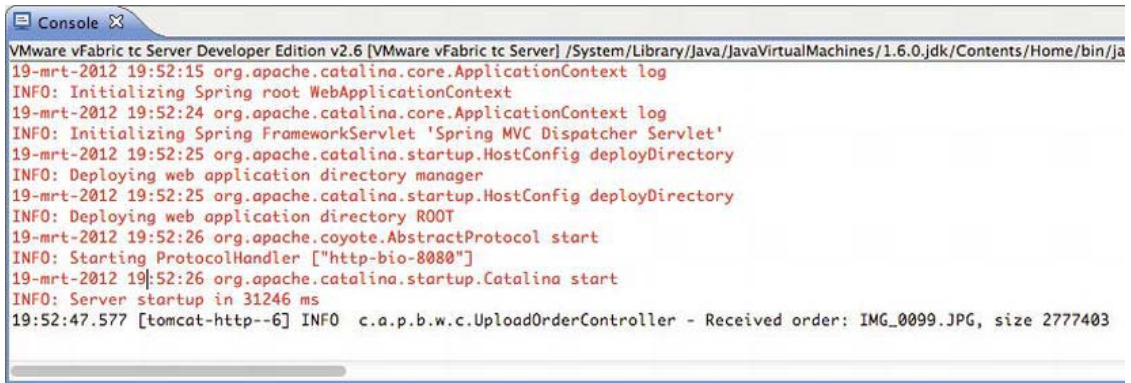 Console
VMware vFabric tc Server Developer Edition v2.6 [VMware vFabric tc Server] /System/Library/Java/JavaVirtualMachines/1.6.0.jdk/Contents/Home/bin/ja
19-mrt-2012 19:52:15 org.apache.catalina.core.ApplicationContext log
INFO: Initializing Spring root WebApplicationContext
19-mrt-2012 19:52:24 org.apache.catalina.core.ApplicationContext log
INFO: Initializing Spring FrameworkServlet 'Spring MVC Dispatcher Servlet'
19-mrt-2012 19:52:25 org.apache.catalina.startup.HostConfig deployDirectory
INFO: Deploying web application directory manager
19-mrt-2012 19:52:25 org.apache.catalina.startup.HostConfig deployDirectory
INFO: Deploying web application directory ROOT
19-mrt-2012 19:52:26 org.apache.coyote.AbstractProtocol start
INFO: Starting ProtocolHandler ["http-bio-8080"]
19-mrt-2012 19:52:26 org.apache.catalina.startup.Catalina start
INFO: Server startup in 31246 ms
19:52:47.577 [tomcat-http--6] INFO  c.a.p.b.w.c.UploadOrderController - Received order: IMG_0099.JPG, size 2777403